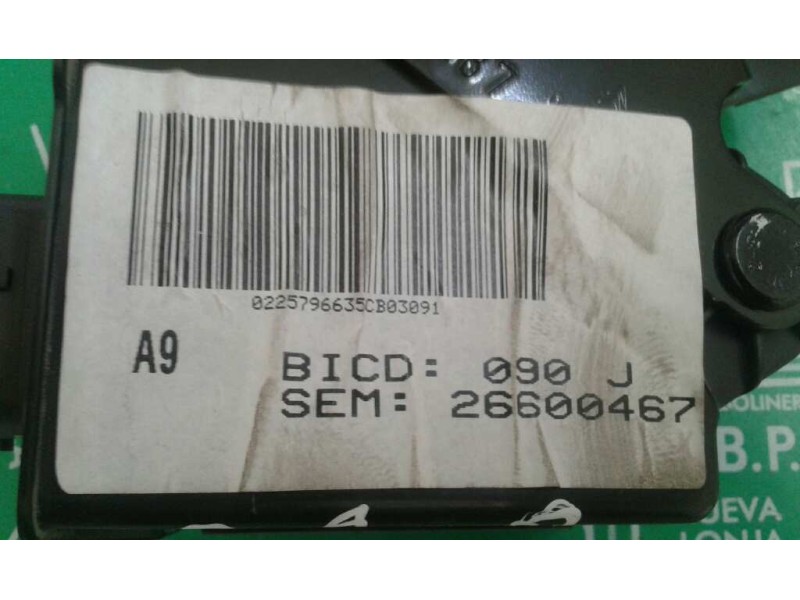 0225796635CB03091
A9
BICD: 090 J
SEM: 26600467
B.P.